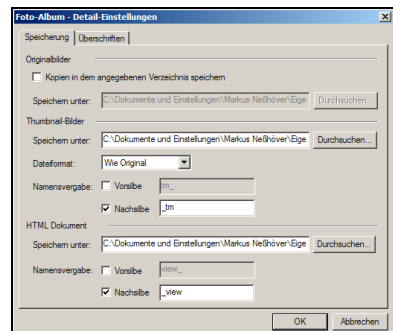 Foto-Album - Detail-Einstellungen
Speicherung Überschriften
Originalbilder
Kopien in dem angegebenen Verzeichnis speichern
Speichern unter: C:\Dokumente und Einstellungen\Markus Neßhöver\Eige Durchsuchen...
Thumbnail-Bilder
Speichern unter: C:\Dokumente und Einstellungen\Markus Neßhöver\Eige Durchsuchen...
Dateiformat: Wie Original
Namensvergabe: Vorsilbe tm_
Nachsilbe _tm
HTML Dokument
Speichern unter: C:\Dokumente und Einstellungen\Markus Neßhöver\Eige Durchsuchen...
Namensvergabe: Vorsilbe view_
Nachsilbe _view
OK Abbrechen